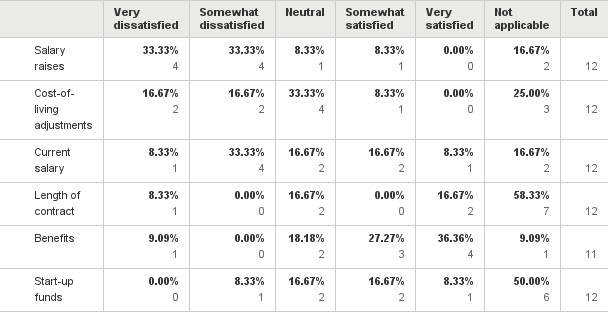 Very dissatisfied Somewhat dissatisfied Neutral Somewhat satisfied Very satisfied Not applicable Total
Salary raises 33.33% 33.33% 8.33% 8.33% 0.00% 16.67%
4 4 1 1 0 2 12
Cost-of-living adjustments 16.67% 16.67% 33.33% 8.33% 0.00% 25.00%
2 2 4 1 0 3 12
Current salary 8.33% 33.33% 16.67% 16.67% 8.33% 16.67%
1 4 2 2 1 2 12
Length of contract 8.33% 0.00% 16.67% 0.00% 16.67% 58.33%
1 0 2 0 2 7 12
Benefits 9.09% 0.00% 18.18% 27.27% 36.36% 9.09%
1 0 2 3 4 1 11
Start-up funds 0.00% 8.33% 16.67% 16.67% 8.33% 50.00%
0 1 2 2 1 6 12